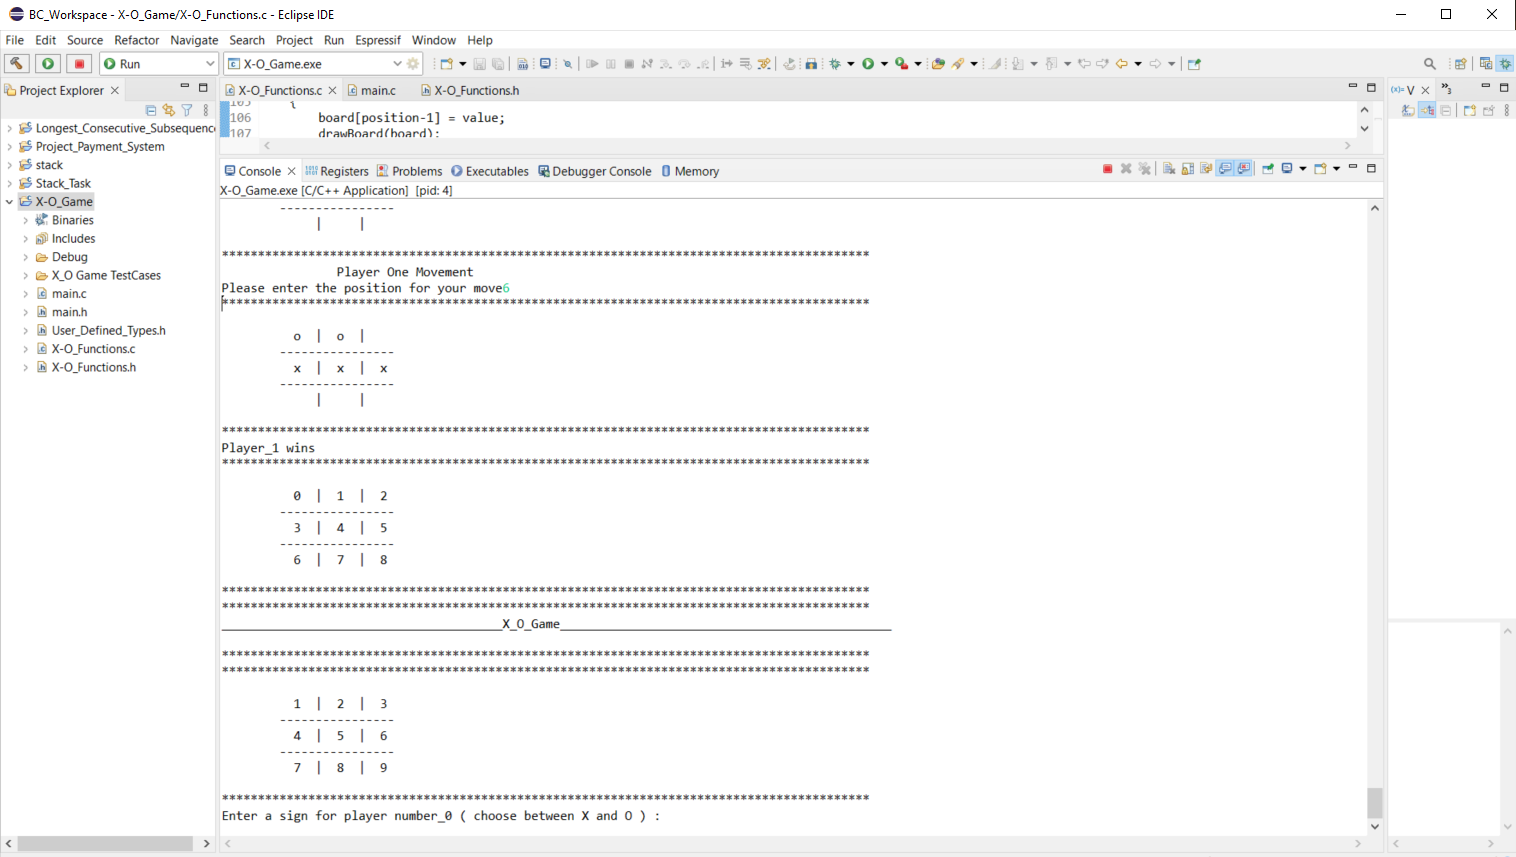 BC_Workspace - X-O_Game/X-O_Functions.c - Eclipse IDE
File Edit Source Refactor Navigate Search Project Run Espressif Window Help
Run X-O_Game.exe
Project Explorer
Longest_Consecutive_Subsequenc
Project_Payment_System
stack
Stack_Task
X-O_Game
Binaries
Includes
Debug
X_O Game TestCases
main.c
main.h
User_Defined_Types.h
X-O_Functions.c
X-O_Functions.h
X-O_Functions.c main.c X-O_Functions.h
105 {
106 board[position-1] = value;
107 drawBoard(board);
(x)= V »3
Console Registers Problems Executables Debugger Console Memory
X-O_Game.exe [C/C++ Application] [pid: 4]
----------------
| |
******************************************************************************************
Player One Movement
Please enter the position for your move6
******************************************************************************************
o | o |
----------------
x | x | x
----------------
| |
******************************************************************************************
Player_1 wins
******************************************************************************************
0 | 1 | 2
----------------
3 | 4 | 5
----------------
6 | 7 | 8
******************************************************************************************
******************************************************************************************
_______________________________________X_O_Game______________________________________________
******************************************************************************************
******************************************************************************************
1 | 2 | 3
----------------
4 | 5 | 6
----------------
7 | 8 | 9
******************************************************************************************
Enter a sign for player number_0 ( choose between X and O ) :